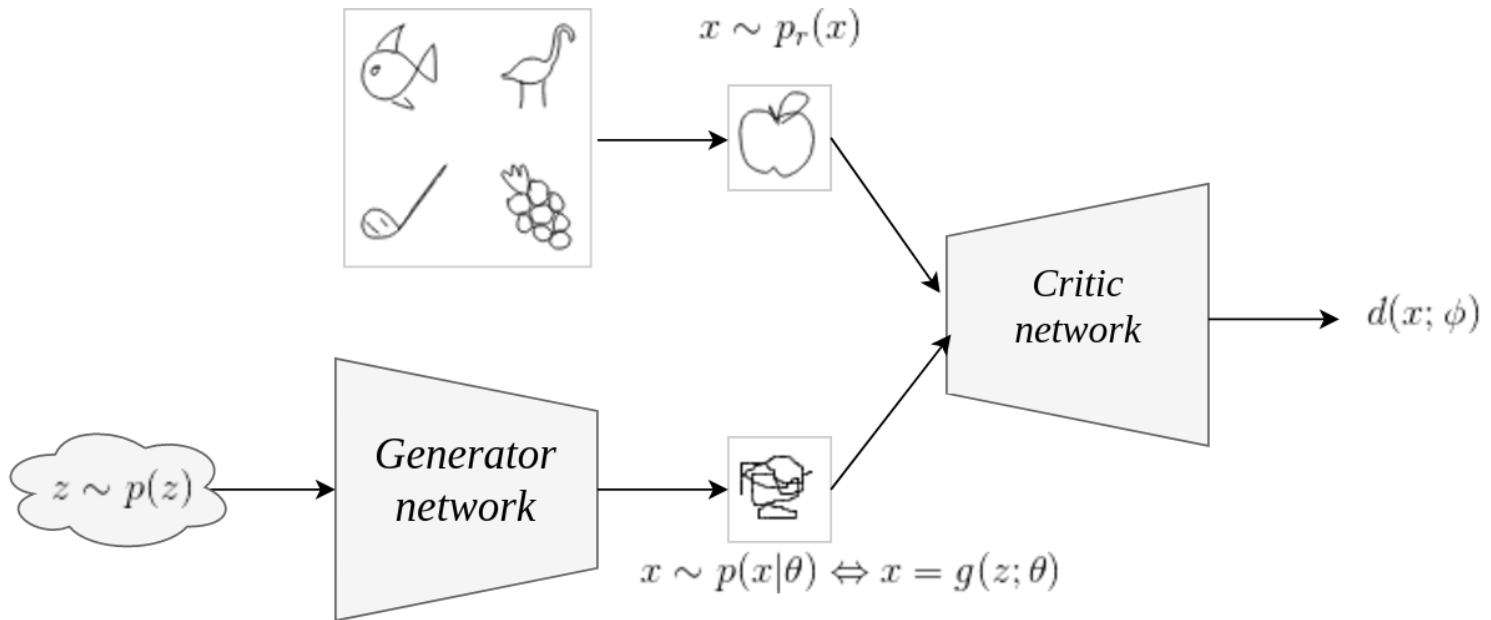 x ∼ p_r(x)
Critic
network
d(x; ϕ)
Generator
network
z ∼ p(z)
x ∼ p(x|θ) ⇔ x = g(z; θ)